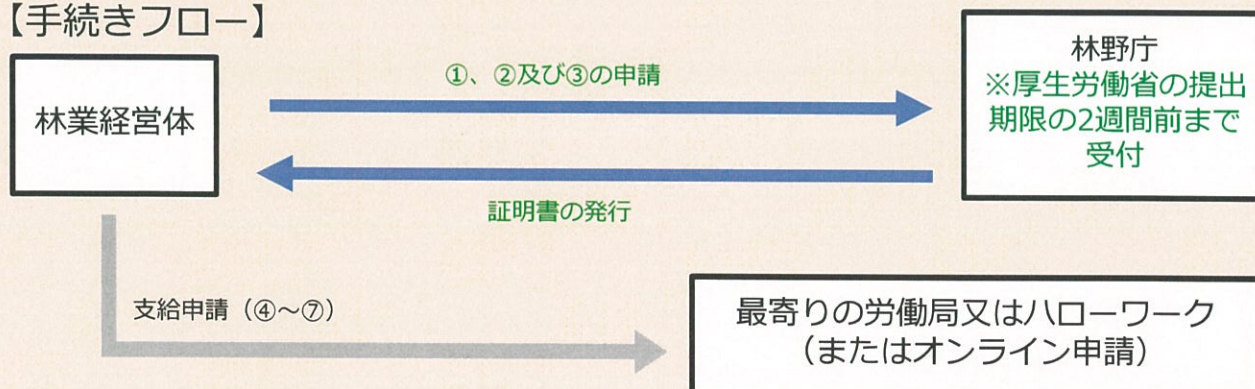 【手続きフロー】
林業経営体
①、②及び③の申請
証明書の発行
林野庁
※厚生労働省の提出
期限の2週間前まで
受付
支給申請（④～⑦）
最寄りの労働局又はハローワーク
（またはオンライン申請）